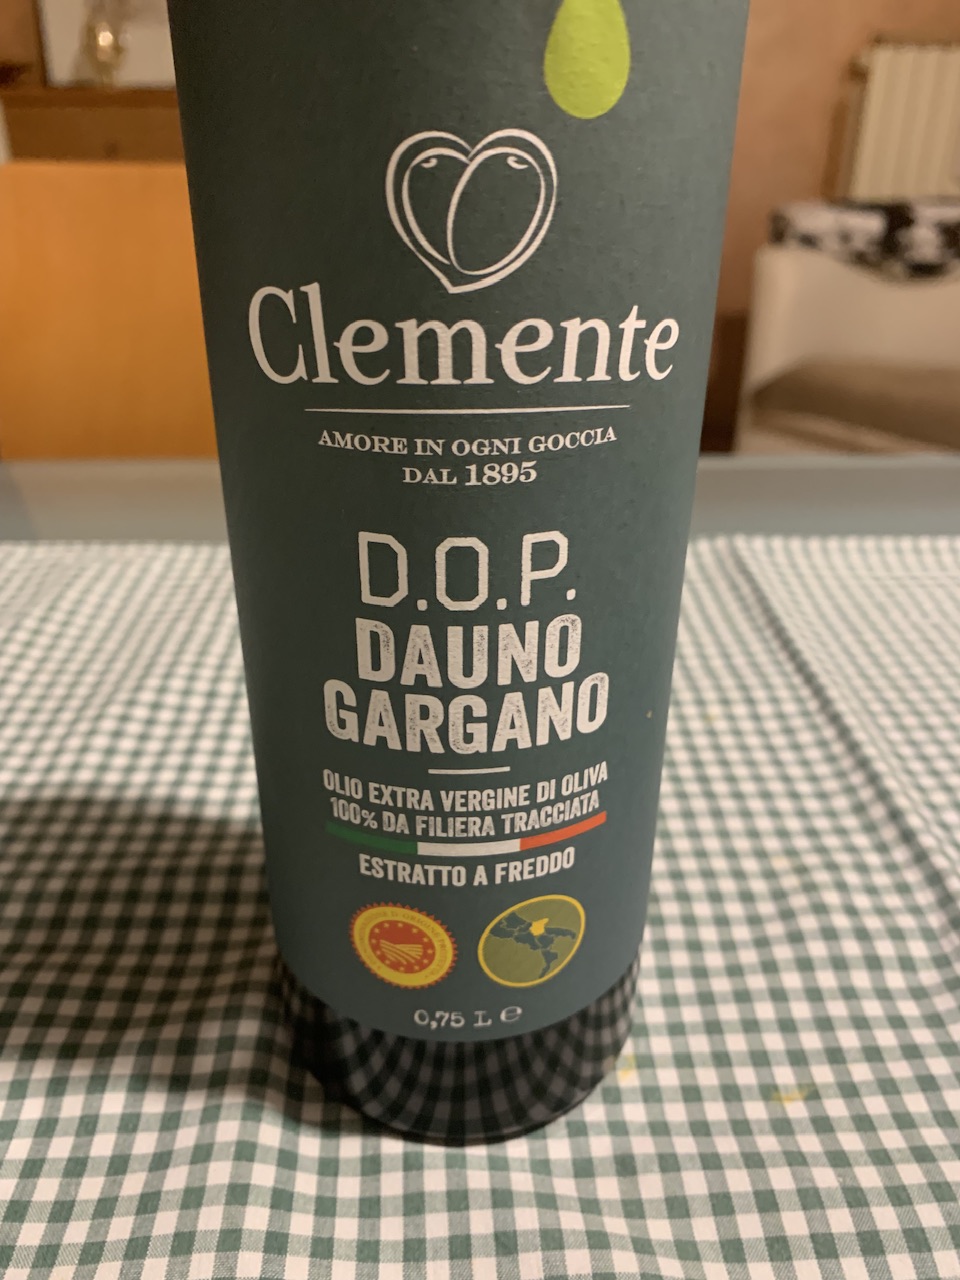 Clemente
AMORE IN OGNI GOCCIA
DAL 1895
D.O.P.
DAUNO
GARGANO
OLIO EXTRA VERGINE DI OLIVA
100% DA FILIERA TRACCIATA
ESTRATTO A FREDDO
0,75 L ℮